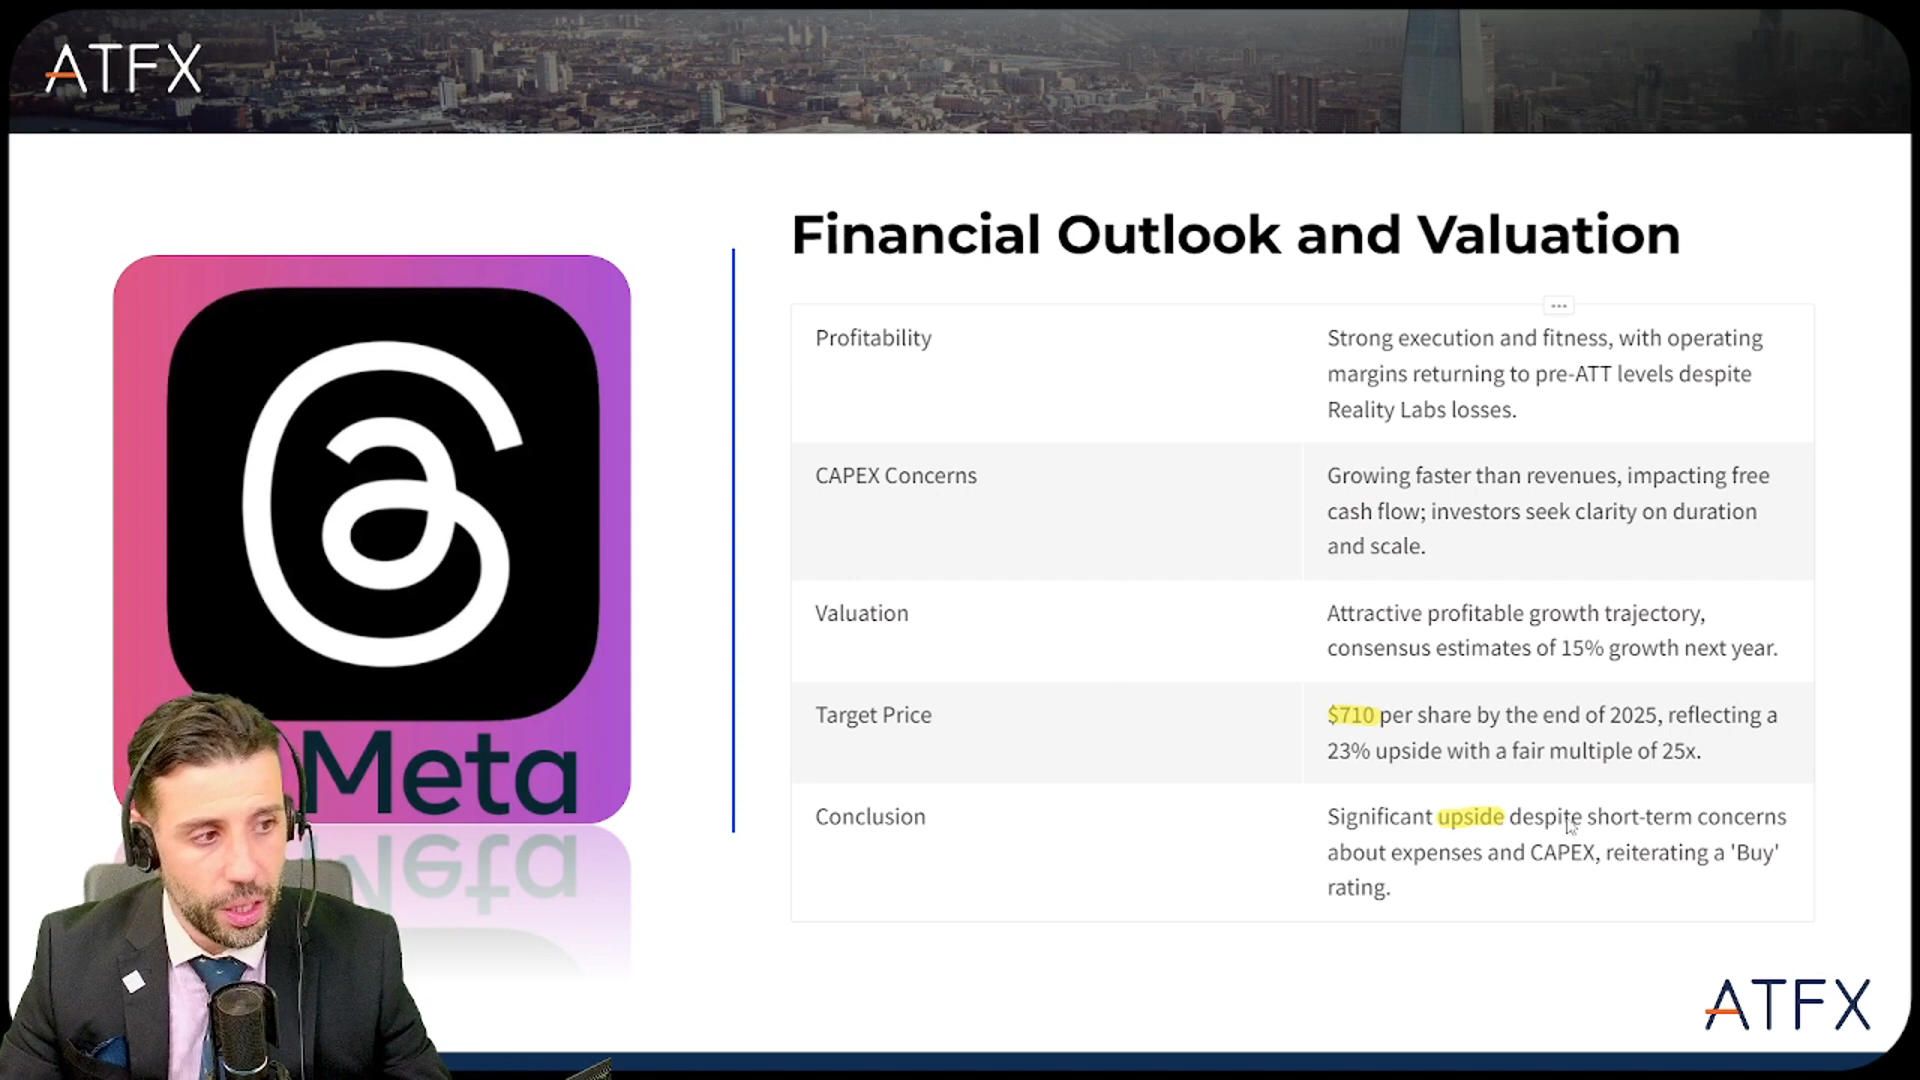 ATFX
Financial Outlook and Valuation
Profitability
Strong execution and fitness, with operating
margins returning to pre-ATT levels despite
Reality Labs losses.
CAPEX Concerns
Growing faster than revenues, impacting free
cash flow; investors seek clarity on duration
and scale.
Valuation
Attractive profitable growth trajectory,
consensus estimates of 15% growth next year.
Target Price
$710 per share by the end of 2025, reflecting a
23% upside with a fair multiple of 25x.
Conclusion
Significant upside despite short-term concerns
about expenses and CAPEX, reiterating a 'Buy'
rating.
Meta
Meta
ATFX